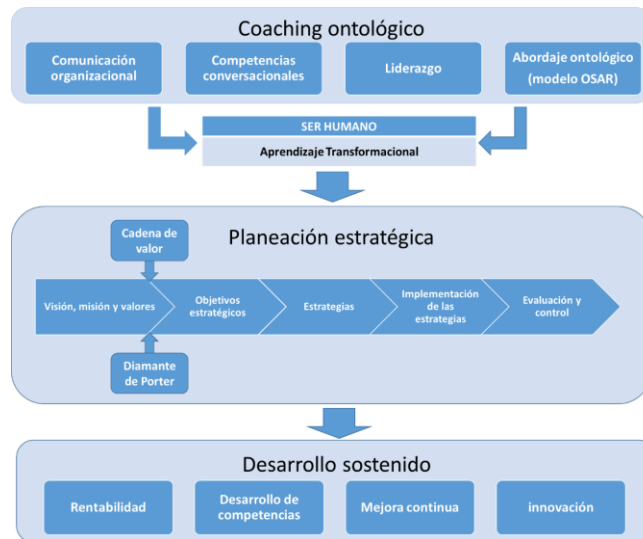 Coaching ontológico
Comunicación
organizacional
Competencias
conversacionales
Liderazgo
Abordaje ontológico
(modelo OSAR)
SER HUMANO
Aprendizaje Transformacional
Planeación estratégica
Cadena de
valor
Visión, misión y valores
Objetivos
estratégicos
Estrategias
Implementación
de las
estrategias
Evaluación y
control
Diamante
de Porter
Desarrollo sostenido
Rentabilidad
Desarrollo de
competencias
Mejora continua
innovación